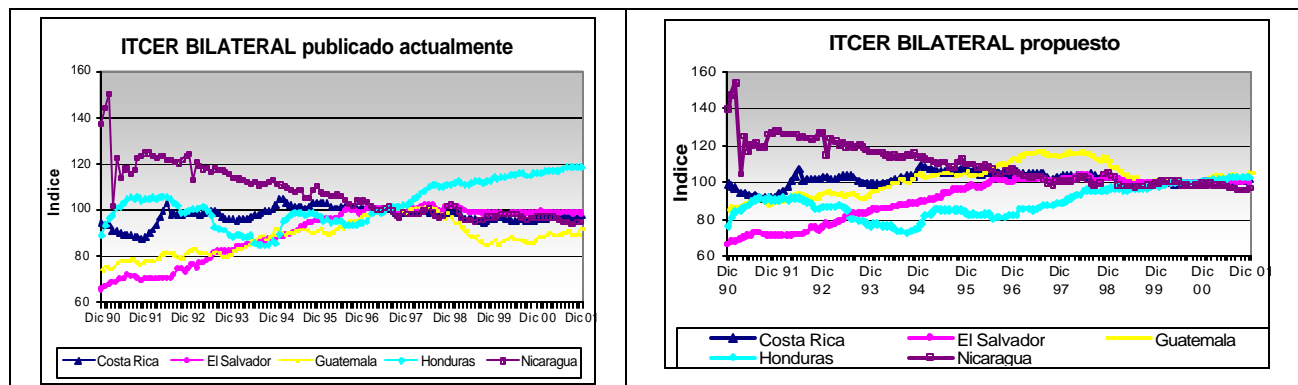 ITCER BILATERAL publicado actualmente
Indice
160
140
120
100
80
60
Dic 90 Dic 91 Dic 92 Dic 93 Dic 94 Dic 95 Dic 96 Dic 97 Dic 98 Dic 99 Dic 00 Dic 01
Costa Rica El Salvador Guatemala Honduras Nicaragua
ITCER BILATERAL propuesto
Indice
160
140
120
100
80
60
Dic Dic 91 Dic Dic Dic Dic Dic Dic Dic Dic Dic Dic 01
90 92 93 94 95 96 97 98 99 00
Costa Rica El Salvador Guatemala
Honduras Nicaragua